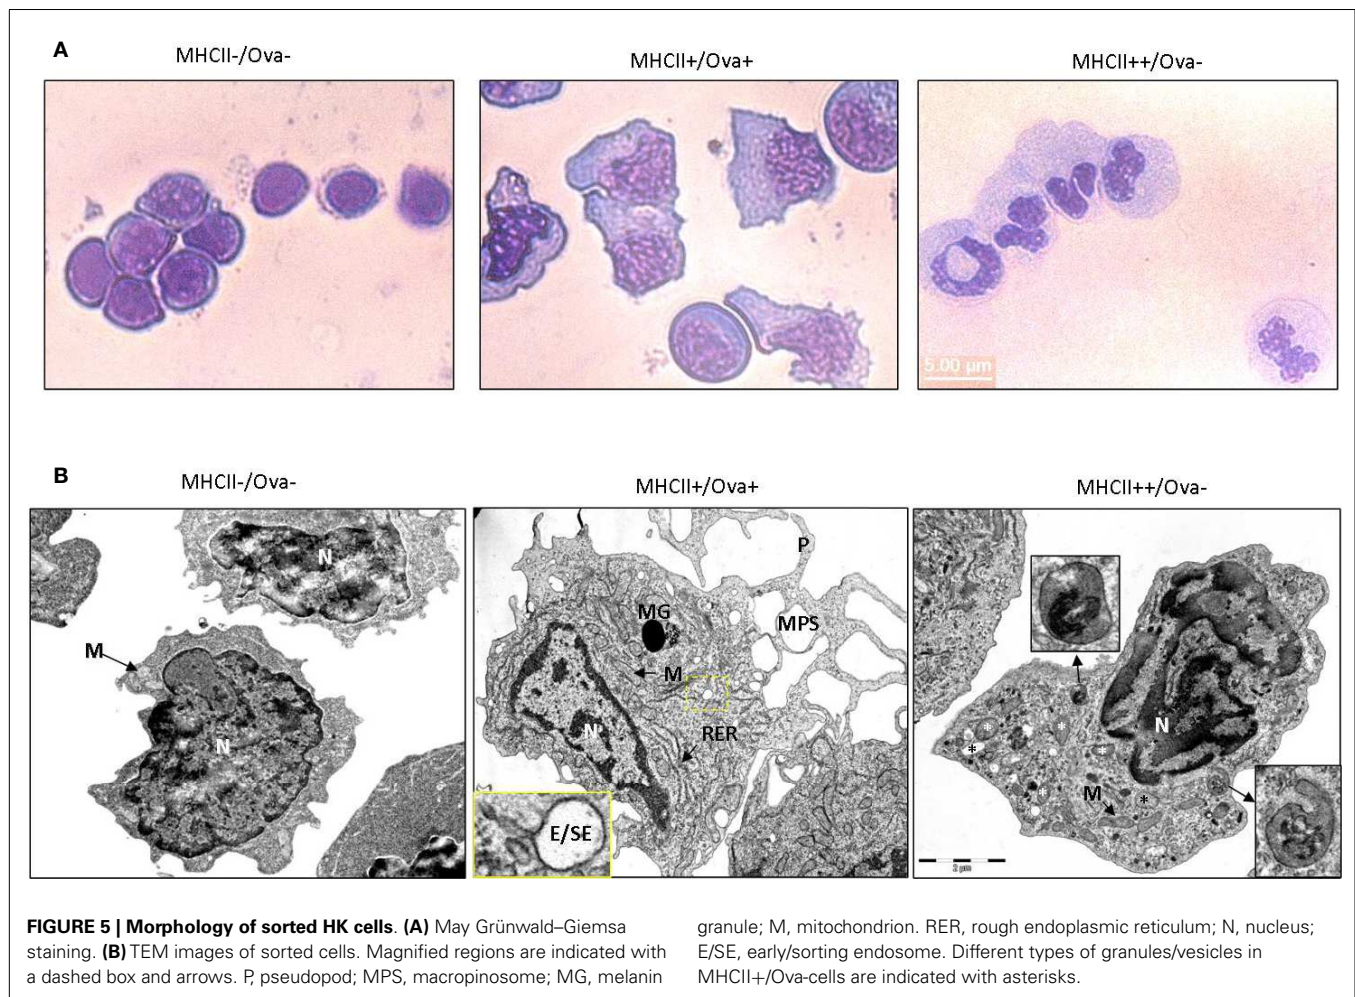 A
MHCII-/Ova-
MHCII+/Ova+
MHCII++/Ova-
5.00 µm
B
MHCII-/Ova-
MHCII+/Ova+
MHCII++/Ova-
N
M
N
P
MG
MPS
M
N
RER
E/SE
N
M
2 µm
FIGURE 5 | Morphology of sorted HK cells. (A) May Grünwald–Giemsa
staining. (B) TEM images of sorted cells. Magnified regions are indicated with
a dashed box and arrows. P, pseudopod; MPS, macropinosome; MG, melanin
granule; M, mitochondrion. RER, rough endoplasmic reticulum; N, nucleus;
E/SE, early/sorting endosome. Different types of granules/vesicles in
MHCII+/Ova-cells are indicated with asterisks.